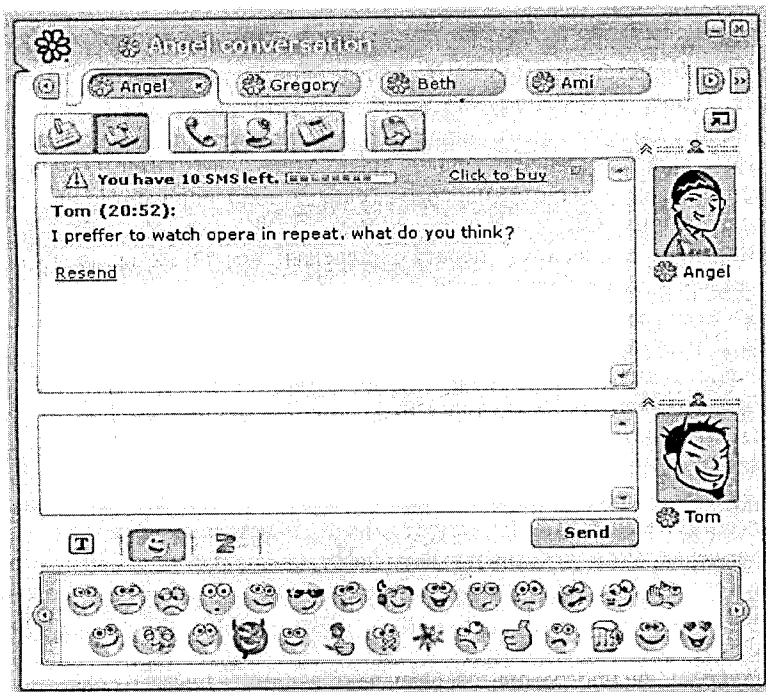 Angel conversation
Angel
Gregory
Beth
Ami
You have 10 SMS left.
Click to buy
Tom (20:52):
I preffer to watch opera in repeat. what do you think?
Resend
Angel
Tom
T
Send